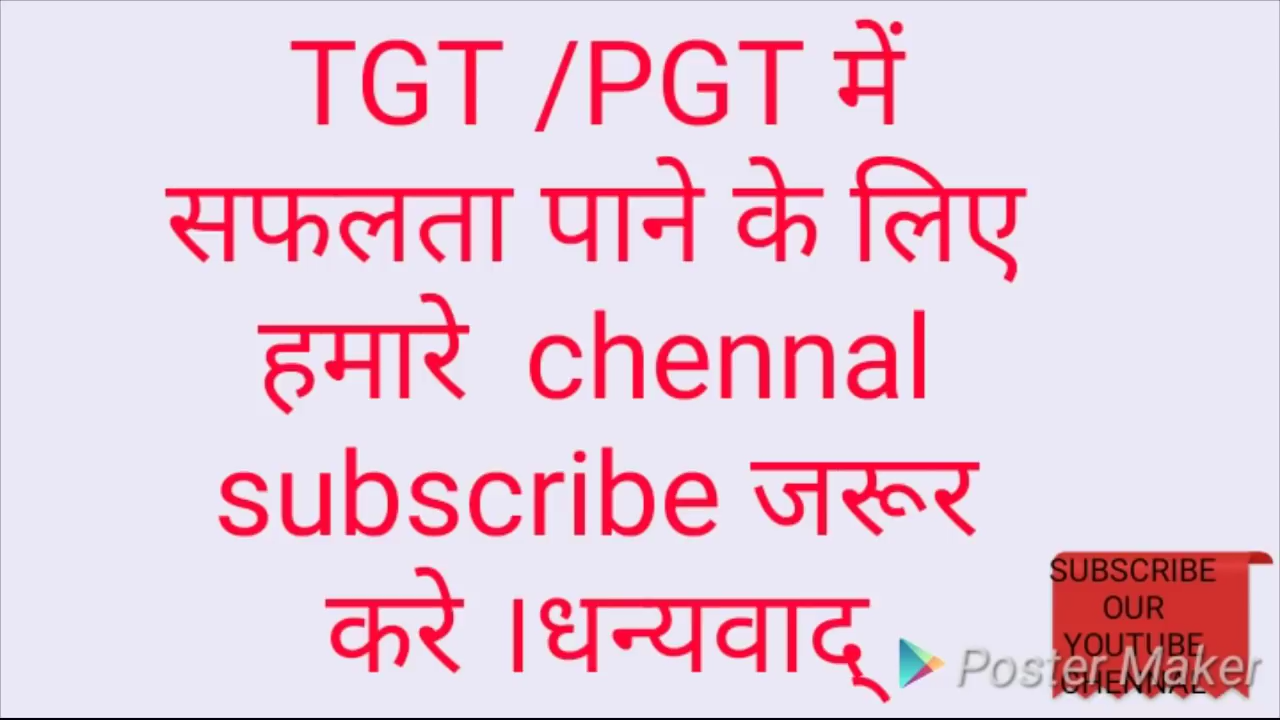 TGT /PGT में
सफलता पाने के लिए
हमारे chennal
subscribe जरूर
करे ।धन्यवाद्
SUBSCRIBE
OUR
YOUTUBE
CHENNAL
Poster Maker